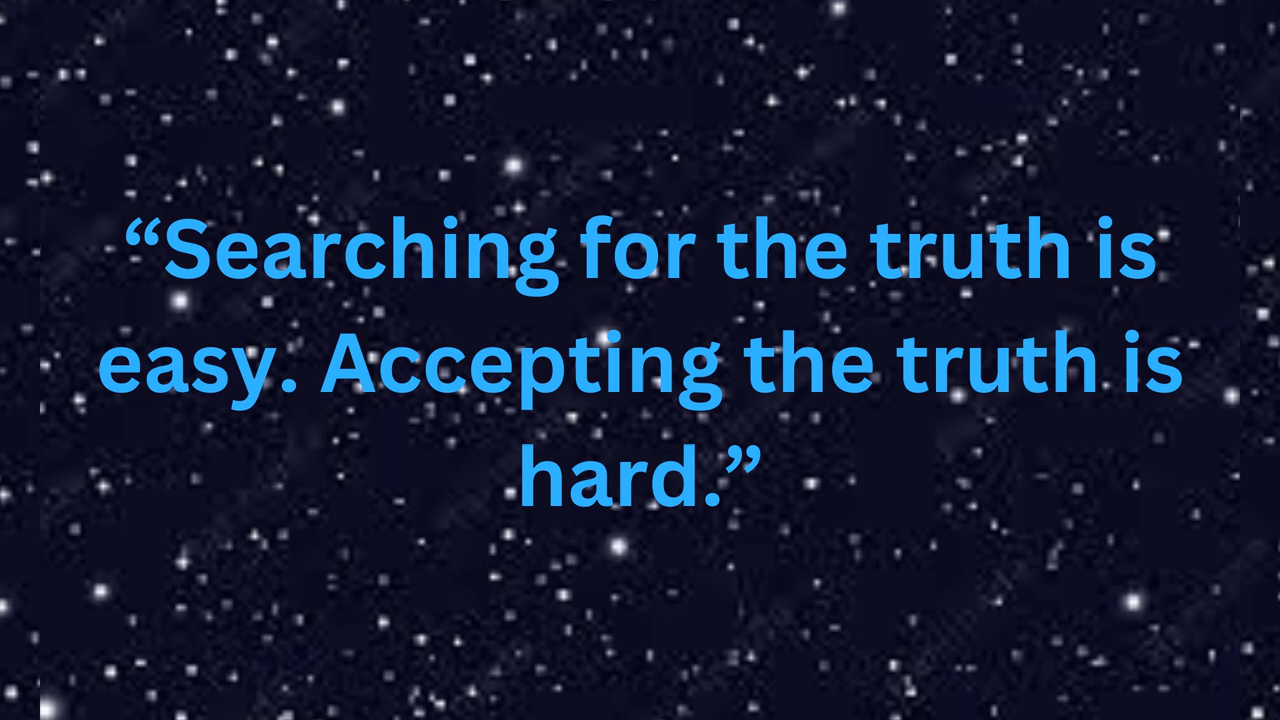 “Searching for the truth is
easy. Accepting the truth is
hard.”